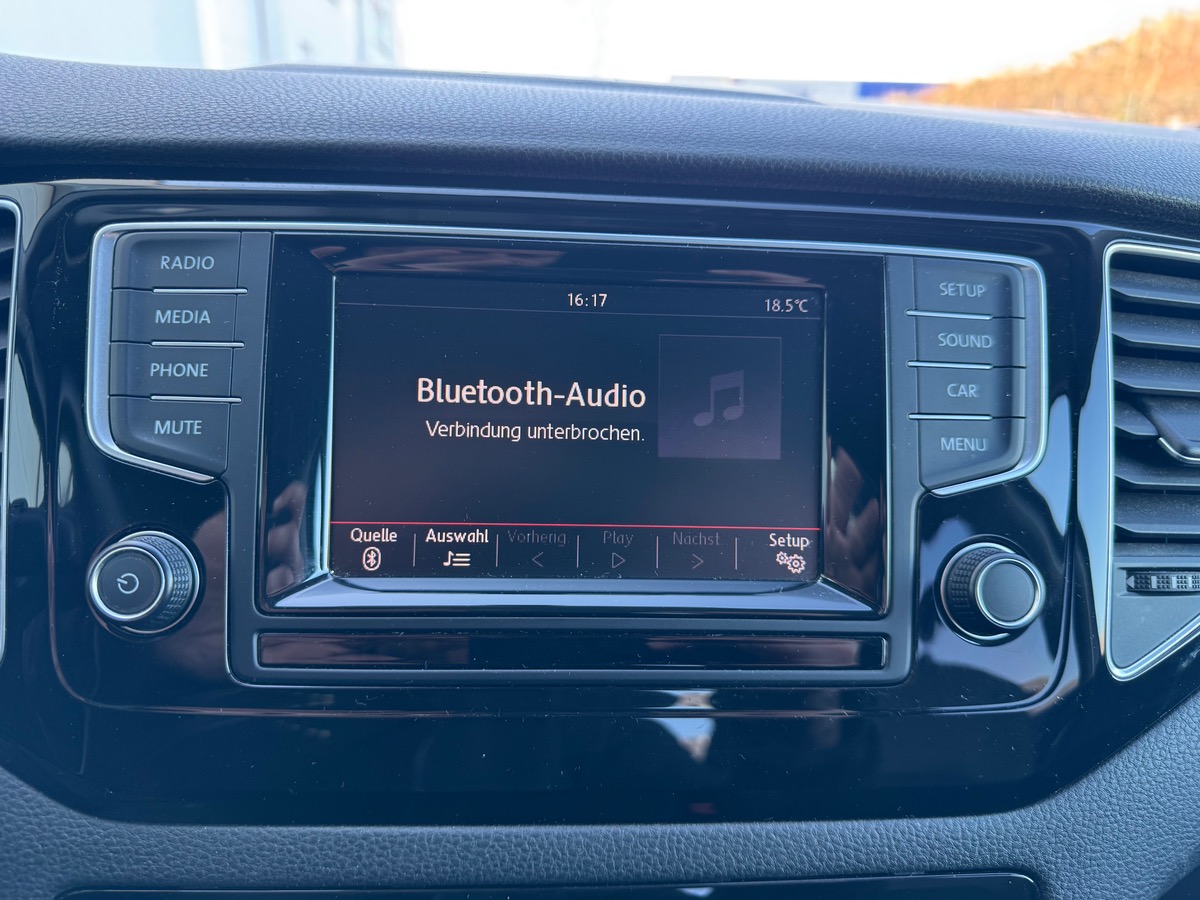 RADIO
MEDIA
PHONE
MUTE
16:17
18.5°C
Bluetooth-Audio
Verbindung unterbrochen.
Quelle
Auswahl
Vorherig
Play
Nächst
Setup
SETUP
SOUND
CAR
MENU